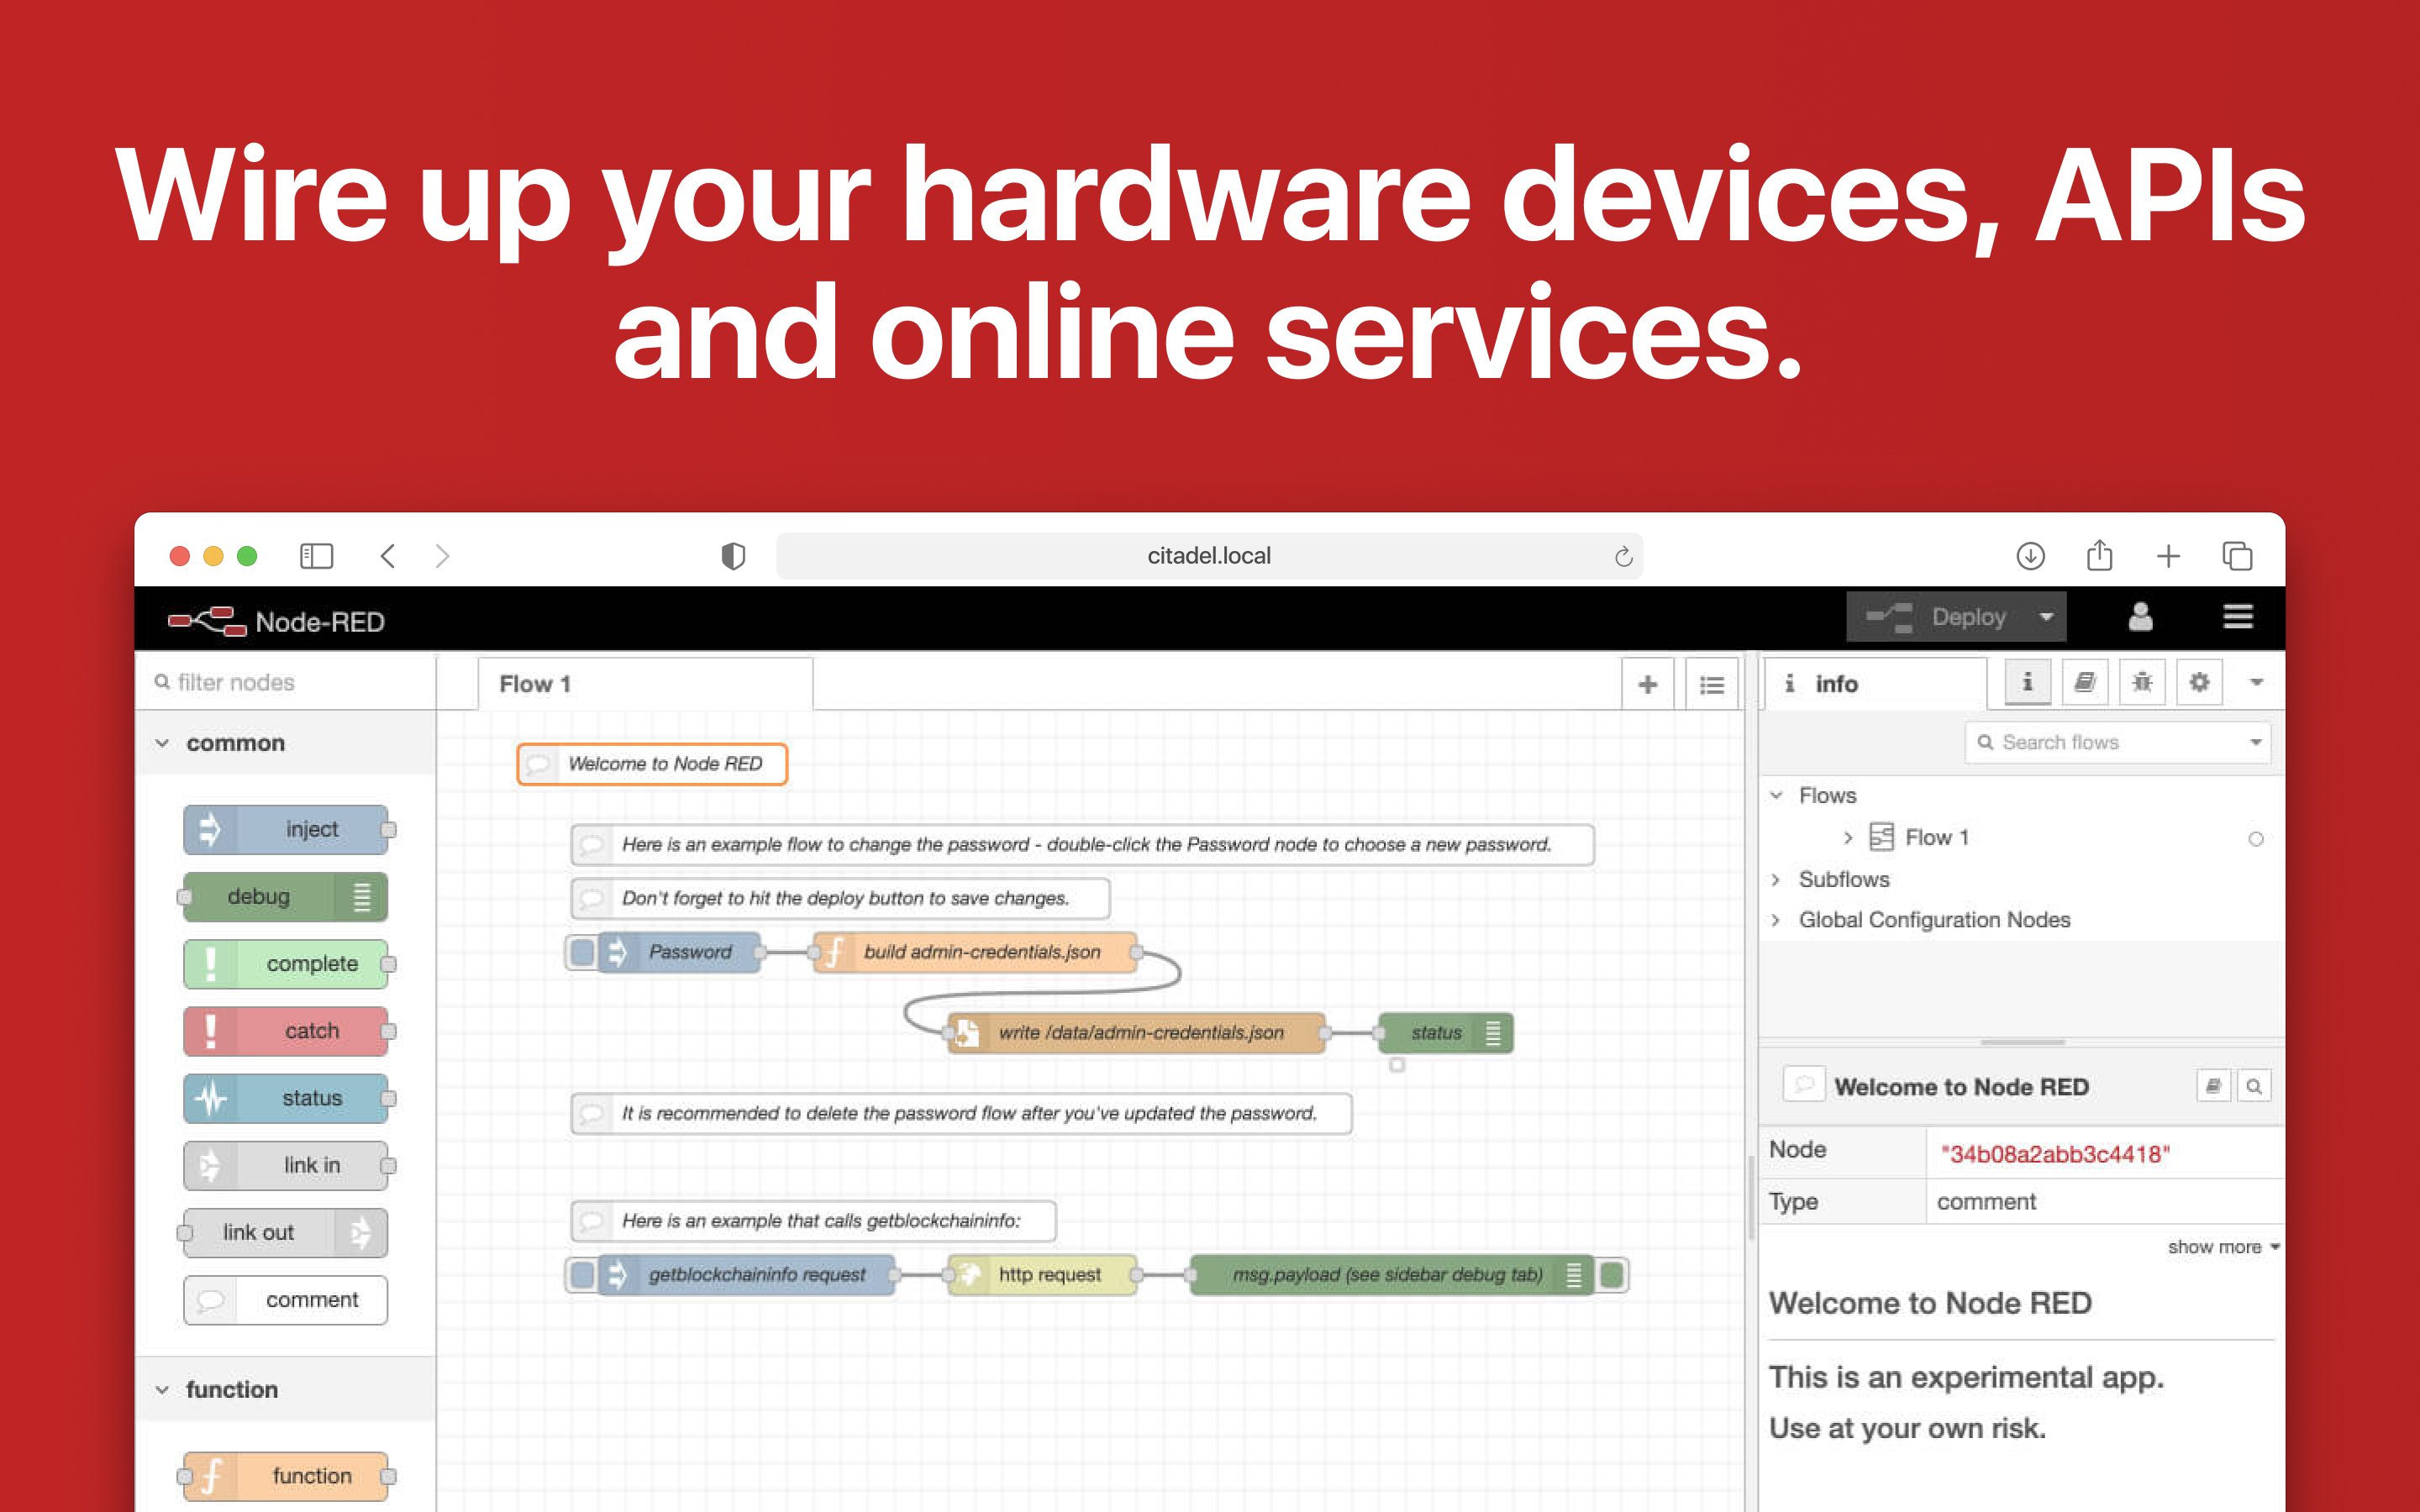 Wire up your hardware devices, APIs
and online services.
citadel.local
Node-RED
Deploy
filter nodes
Flow 1
info
common
Search flows
Welcome to Node RED
Flows
inject
Here is an example flow to change the password - double-click the Password node to choose a new password.
Flow 1
Subflows
debug
Don't forget to hit the deploy button to save changes.
Global Configuration Nodes
Password
build admin-credentials.json
complete
catch
write /data/admin-credentials.json
status
Welcome to Node RED
status
It is recommended to delete the password flow after you've updated the password.
Node
"34b08a2abb3c4418"
link in
Type
comment
link out
Here is an example that calls getblockchaininfo:
show more
getblockchaininfo request
http request
msg.payload (see sidebar debug tab)
comment
Welcome to Node RED
function
This is an experimental app.
Use at your own risk.
function